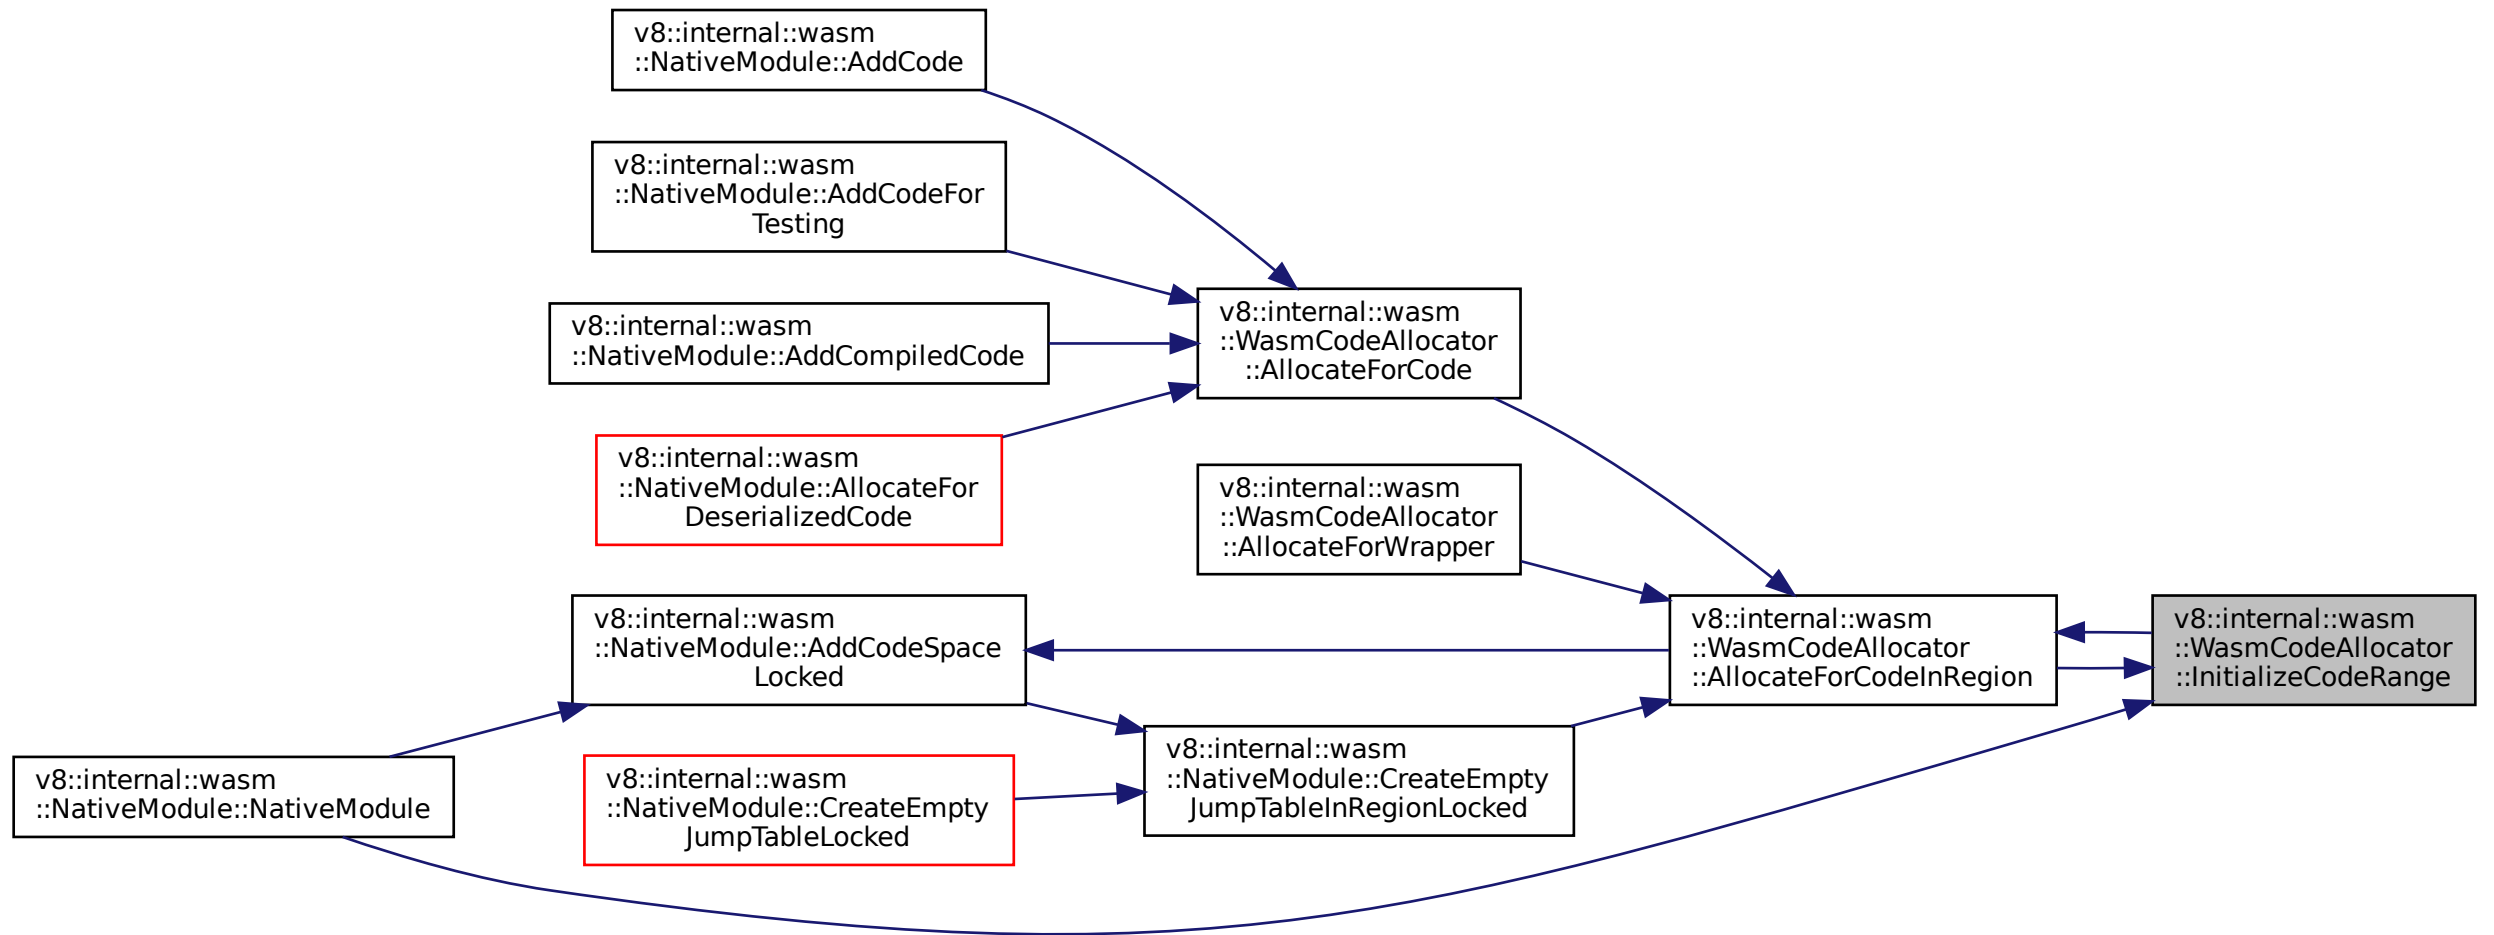 v8::internal::wasm
::NativeModule::AddCode
v8::internal::wasm
::NativeModule::AddCodeFor
Testing
v8::internal::wasm
::NativeModule::AddCompiledCode
v8::internal::wasm
::NativeModule::AllocateFor
DeserializedCode
v8::internal::wasm
::NativeModule::AddCodeSpace
Locked
v8::internal::wasm
::NativeModule::NativeModule
v8::internal::wasm
::NativeModule::CreateEmpty
JumpTableLocked
v8::internal::wasm
::WasmCodeAllocator
::AllocateForCode
v8::internal::wasm
::WasmCodeAllocator
::AllocateForWrapper
v8::internal::wasm
::NativeModule::CreateEmpty
JumpTableInRegionLocked
v8::internal::wasm
::WasmCodeAllocator
::AllocateForCodeInRegion
v8::internal::wasm
::WasmCodeAllocator
::InitializeCodeRange